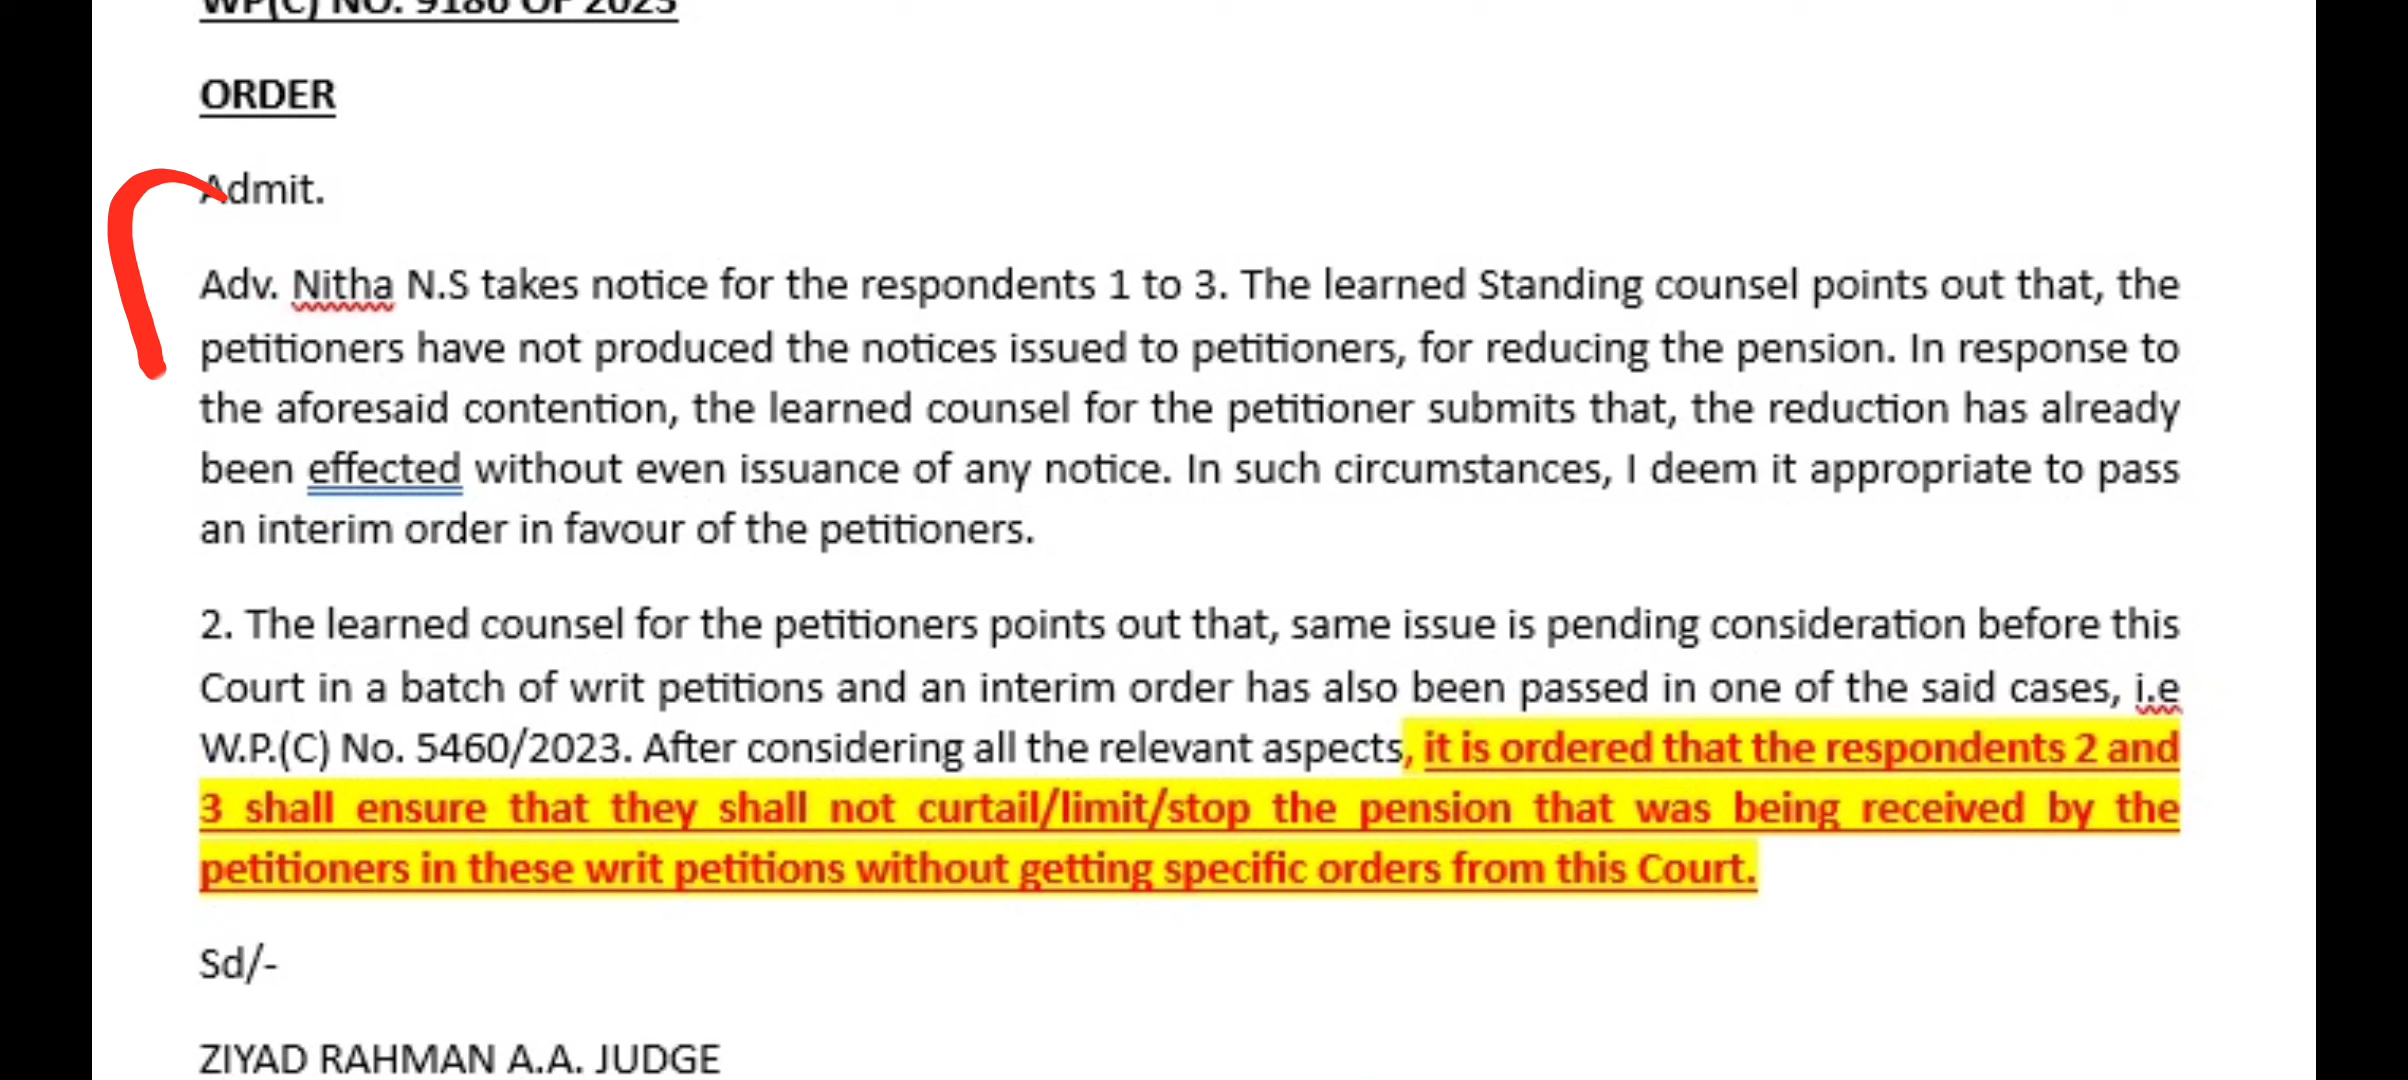 WP(C) NO. 9186 OF 2023
ORDER
Admit.
Adv. Nitha N.S takes notice for the respondents 1 to 3. The learned Standing counsel points out that, the
petitioners have not produced the notices issued to petitioners, for reducing the pension. In response to
the aforesaid contention, the learned counsel for the petitioner submits that, the reduction has already
been effected without even issuance of any notice. In such circumstances, I deem it appropriate to pass
an interim order in favour of the petitioners.
2. The learned counsel for the petitioners points out that, same issue is pending consideration before this
Court in a batch of writ petitions and an interim order has also been passed in one of the said cases, i.e
W.P.(C) No. 5460/2023. After considering all the relevant aspects, it is ordered that the respondents 2 and
3 shall ensure that they shall not curtail/limit/stop the pension that was being received by the
petitioners in these writ petitions without getting specific orders from this Court.
Sd/-
ZIYAD RAHMAN A.A. JUDGE